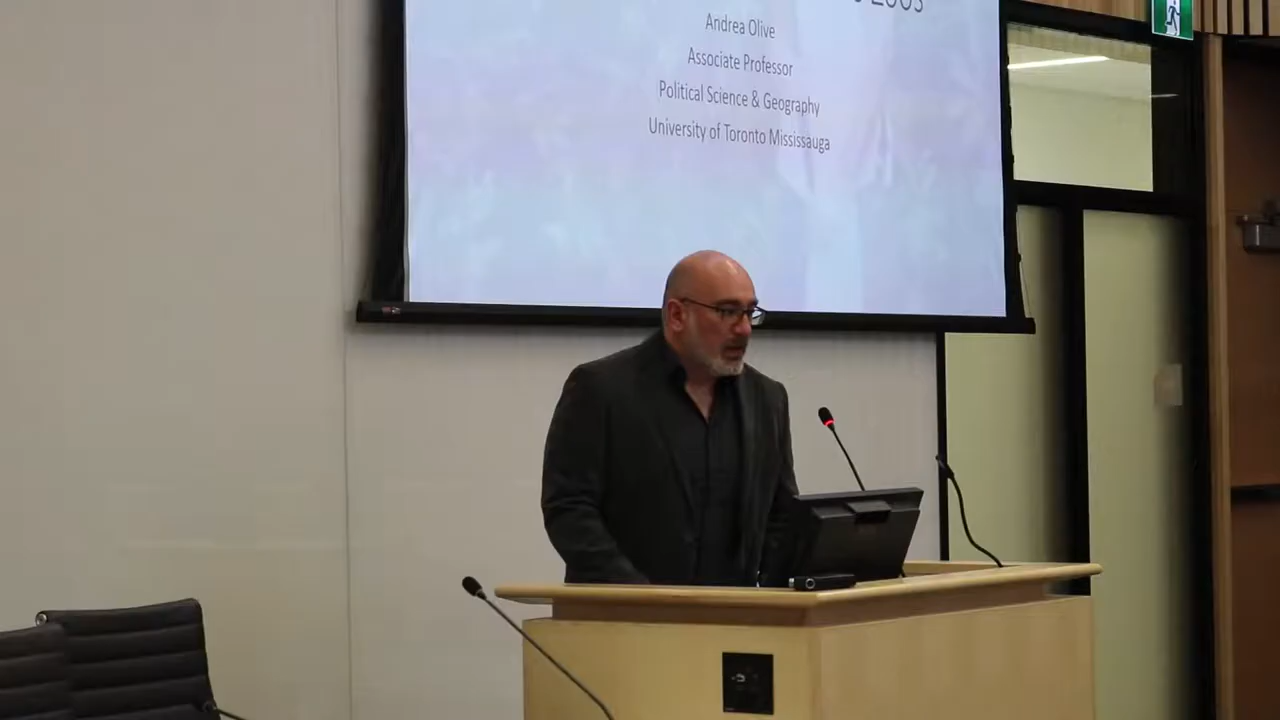 Andrea Olive
Associate Professor
Political Science & Geography
University of Toronto Mississauga